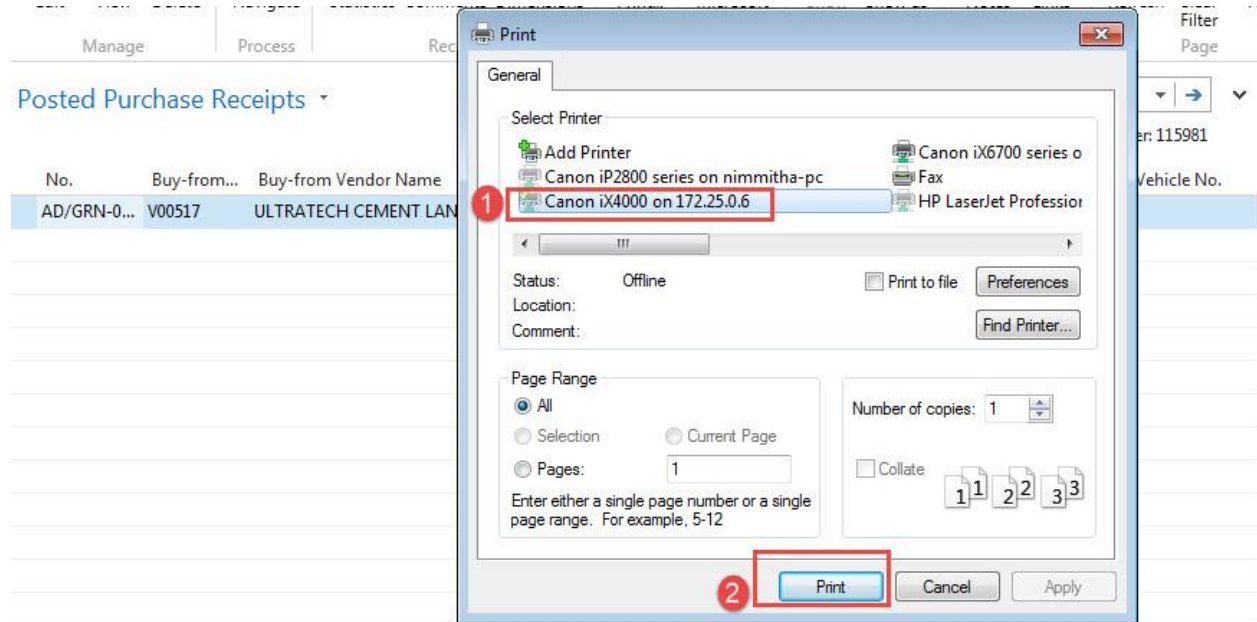 Filter
Manage
Process
Rec
Page
Print
General
Posted Purchase Receipts
er: 115981
No.
Buy-from...
Buy-from Vendor Name
Vehicle No.
AD/GRN-0...
V00517
ULTRATECH CEMENT LAN
Select Printer
Add Printer
Canon iX6700 series o
Canon iP2800 series on nimmitha-pc
Fax
1
Canon iX4000 on 172.25.0.6
HP LaserJet Profession
Status:
Offline
Print to file
Preferences
Location:
Comment:
Find Printer...
Page Range
All
Selection
Current Page
Pages:
1
Enter either a single page number or a single
page range. For example, 5-12
Number of copies: 1
Collate
1 1 2 2 3 3
2
Print
Cancel
Apply